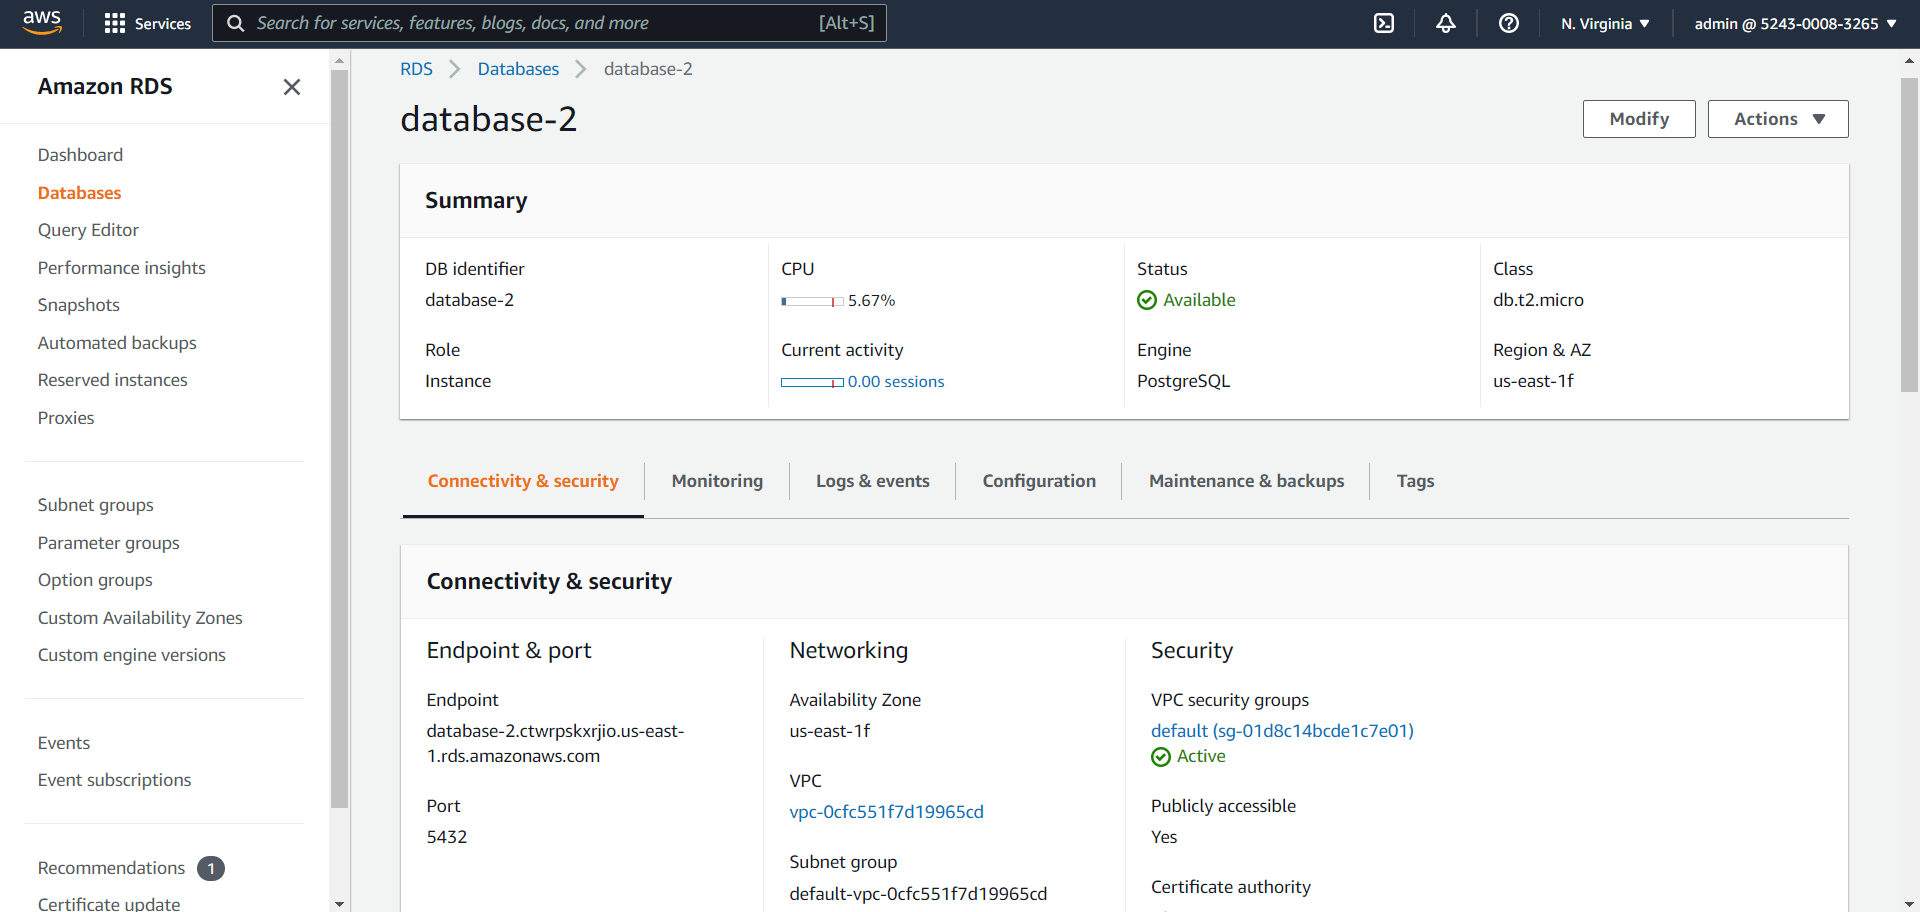 aws
Services
Search for services, features, blogs, docs, and more
[Alt+S]
N. Virginia
admin @ 5243-0008-3265
Amazon RDS
Dashboard
Databases
Query Editor
Performance insights
Snapshots
Automated backups
Reserved instances
Proxies
Subnet groups
Parameter groups
Option groups
Custom Availability Zones
Custom engine versions
Events
Event subscriptions
Recommendations 1
Certificate update
RDS
Databases
database-2
database-2
Modify
Actions
Summary
DB identifier
database-2
CPU
5.67%
Status
Available
Class
db.t2.micro
Role
Instance
Current activity
0.00 sessions
Engine
PostgreSQL
Region & AZ
us-east-1f
Connectivity & security
Monitoring
Logs & events
Configuration
Maintenance & backups
Tags
Connectivity & security
Endpoint & port
Endpoint
database-2.ctwrpskxrjio.us-east-
1.rds.amazonaws.com
Port
5432
Networking
Availability Zone
us-east-1f
VPC
vpc-0cfc551f7d19965cd
Subnet group
default-vpc-0cfc551f7d19965cd
Security
VPC security groups
default (sg-01d8c14bcde1c7e01)
Active
Publicly accessible
Yes
Certificate authority